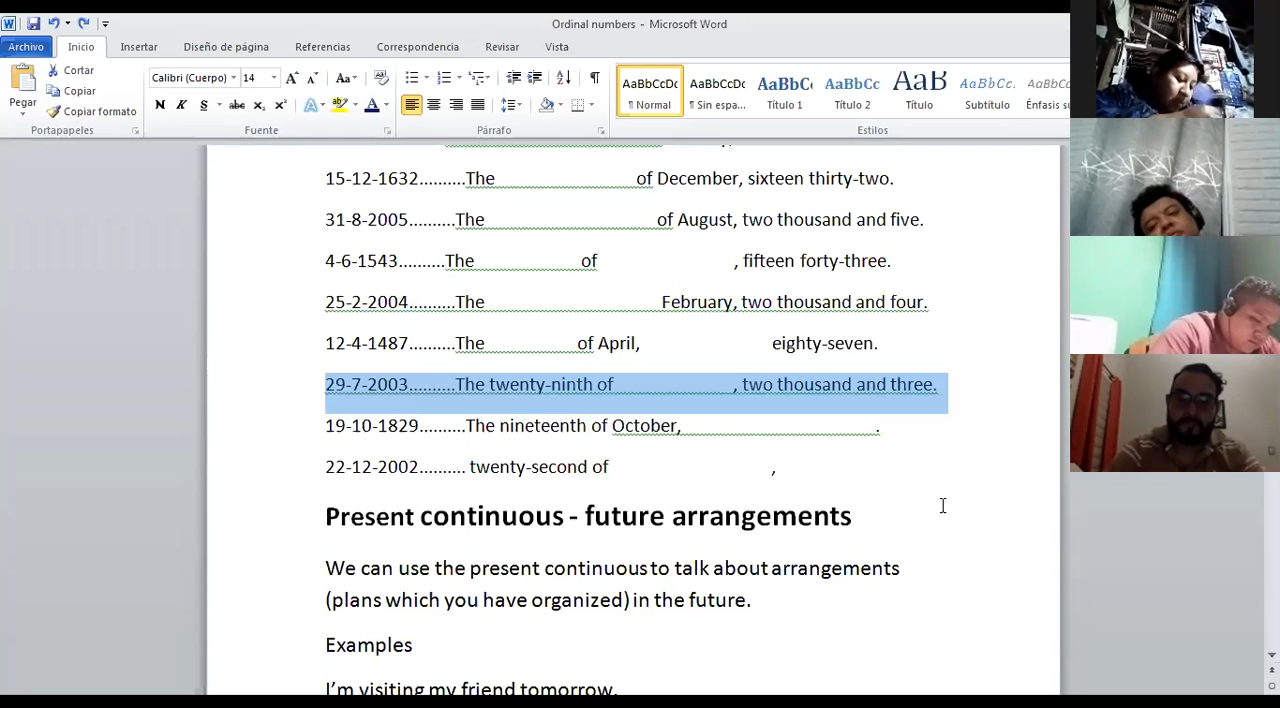 Ordinal numbers - Microsoft Word
Archivo Inicio Insertar Diseño de página Referencias Correspondencia Revisar Vista
Pegar Cortar
Copiar
Copiar formato
Portapapeles
Calibri (Cuerpo) 14
N K S abc x₂ x²
Fuente
Párrafo
AaBbCcDc AaBbCcDc AaBbC AaBbCc AaB AaBbCc. AaBbCc
¶ Normal ¶ Sin espa... Título 1 Título 2 Título Subtítulo Énfasis su
Estilos
15-12-1632.........The of December, sixteen thirty-two.
31-8-2005.........The of August, two thousand and five.
4-6-1543.........The of , fifteen forty-three.
25-2-2004.........The February, two thousand and four.
12-4-1487.........The of April, eighty-seven.
29-7-2003.........The twenty-ninth of , two thousand and three.
19-10-1829.........The nineteenth of October, .
22-12-2002......... twenty-second of ,
Present continuous - future arrangements
We can use the present continuous to talk about arrangements
(plans which you have organized) in the future.
Examples
I'm visiting my friend tomorrow.